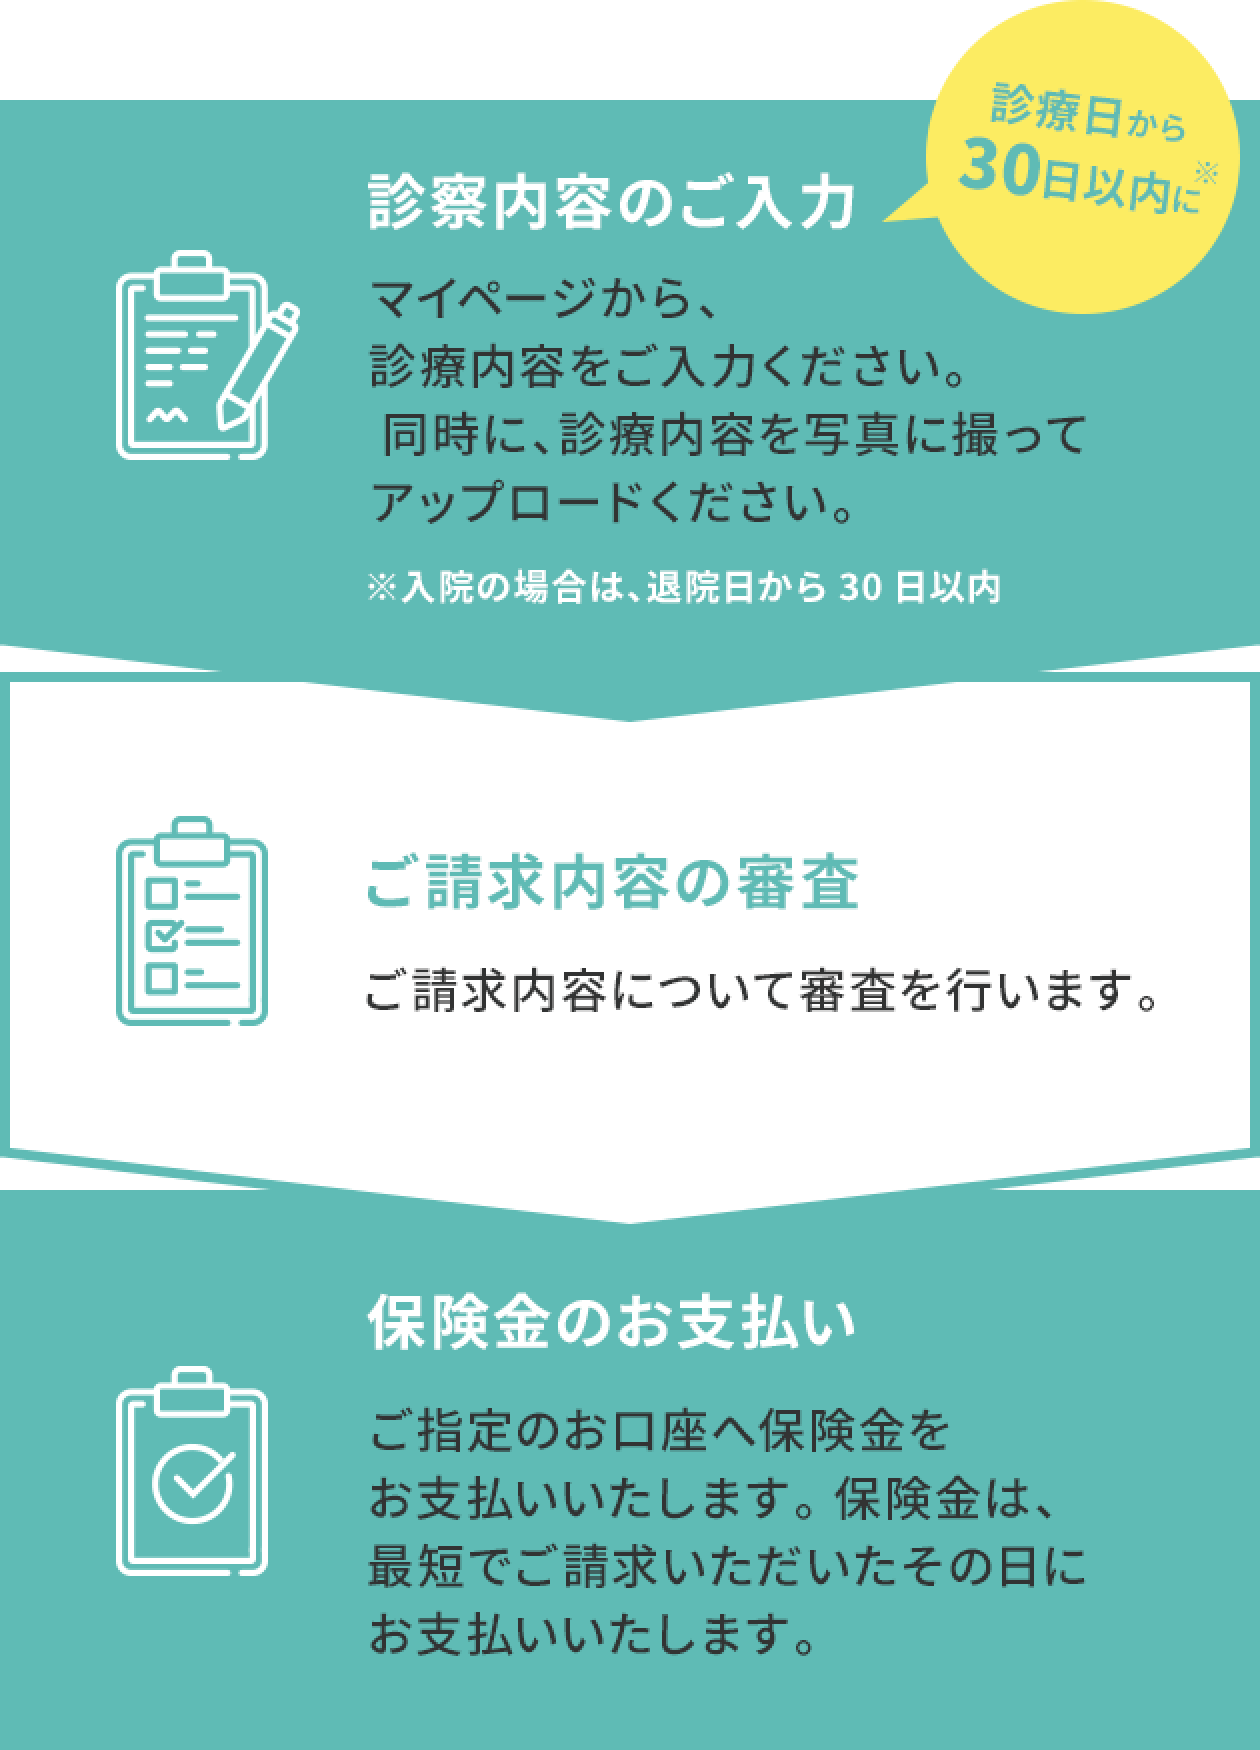 診療日から
30日以内に※
診察内容のご入力
マイページから、
診療内容をご入力ください。
同時に、診療内容を写真に撮って
アップロードください。
※入院の場合は、退院日から 30 日以内
ご請求内容の審査
ご請求内容について審査を行います。
保険金のお支払い
ご指定のお口座へ保険金を
お支払いいたします。保険金は、
最短でご請求いただいたその日に
お支払いいたします。